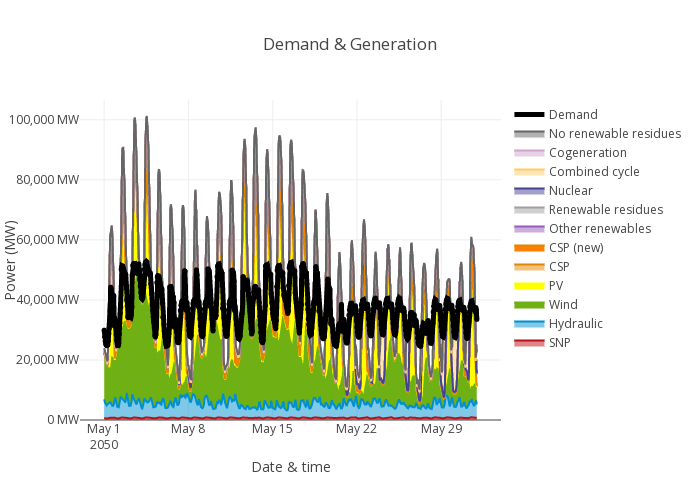 Demand & Generation
Power (MW)
100,000 MW
80,000 MW
60,000 MW
40,000 MW
20,000 MW
0 MW
May 1
2050
May 8
May 15
May 22
May 29
Date & time
Demand
No renewable residues
Cogeneration
Combined cycle
Nuclear
Renewable residues
Other renewables
CSP (new)
CSP
PV
Wind
Hydraulic
SNP